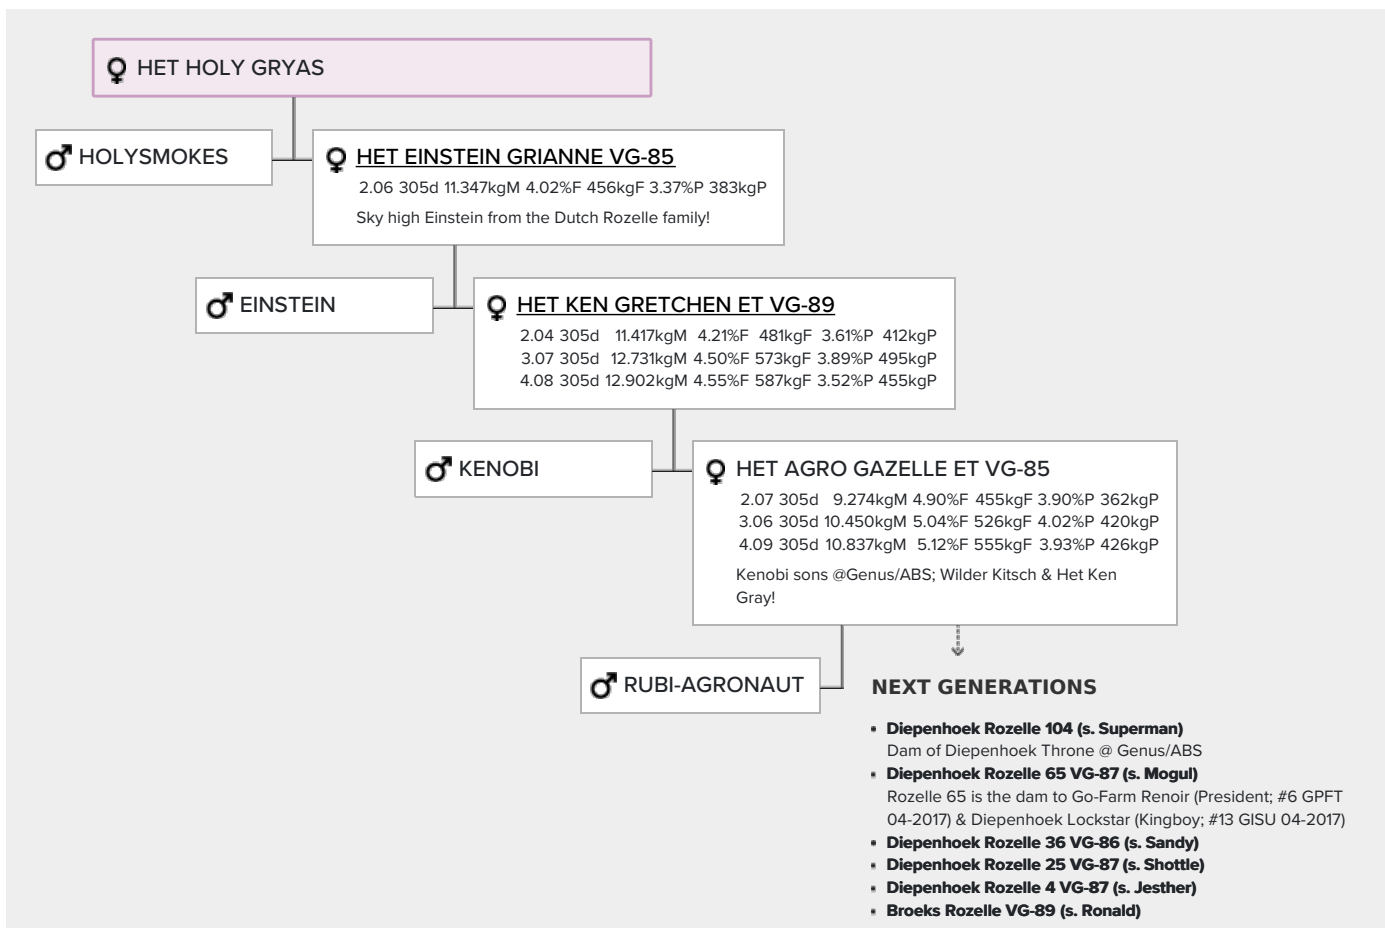 HET HOLY GRYAS
HOLYSMOKES
HET EINSTEIN GRIANNE VG-85
2.06 305d 11.347kgM 4.02%F 456kgF 3.37%P 383kgP
Sky high Einstein from the Dutch Rozelle family!
EINSTEIN
HET KEN GRETCHEN ET VG-89
2.04 305d 11.417kgM 4.21%F 481kgF 3.61%P 412kgP
3.07 305d 12.731kgM 4.50%F 573kgF 3.89%P 495kgP
4.08 305d 12.902kgM 4.55%F 587kgF 3.52%P 455kgP
KENOBI
HET AGRO GAZELLE ET VG-85
2.07 305d 9.274kgM 4.90%F 455kgF 3.90%P 362kgP
3.06 305d 10.450kgM 5.04%F 526kgF 4.02%P 420kgP
4.09 305d 10.837kgM 5.12%F 555kgF 3.93%P 426kgP
Kenobi sons @Genus/ABS; Wilder Kitsch & Het Ken
Gray!
RUBI-AGRONAUT
NEXT GENERATIONS
Diepenhoek Rozelle 104 (s. Superman)
Dam of Diepenhoek Throne @ Genus/ABS
Diepenhoek Rozelle 65 VG-87 (s. Mogul)
Rozelle 65 is the dam to Go-Farm Renoir (President; #6 GPFT
04-2017) & Diepenhoek Lockstar (Kingboy; #13 GISU 04-2017)
Diepenhoek Rozelle 36 VG-86 (s. Sandy)
Diepenhoek Rozelle 25 VG-87 (s. Shottle)
Diepenhoek Rozelle 4 VG-87 (s. Jesther)
Broeks Rozelle VG-89 (s. Ronald)